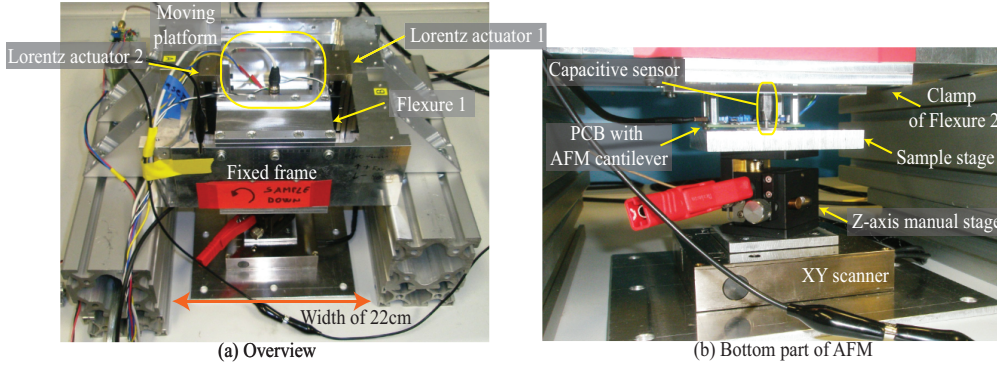 Moving
platform
Lorentz actuator 1
Lorentz actuator 2
Flexure 1
Fixed frame
SAMPLE
DOWN
Width of 22cm
(a) Overview
Capacitive sensor
Clamp
of Flexure 2
PCB with
AFM cantilever
Sample stage
Z-axis manual stage
XY scanner
(b) Bottom part of AFM